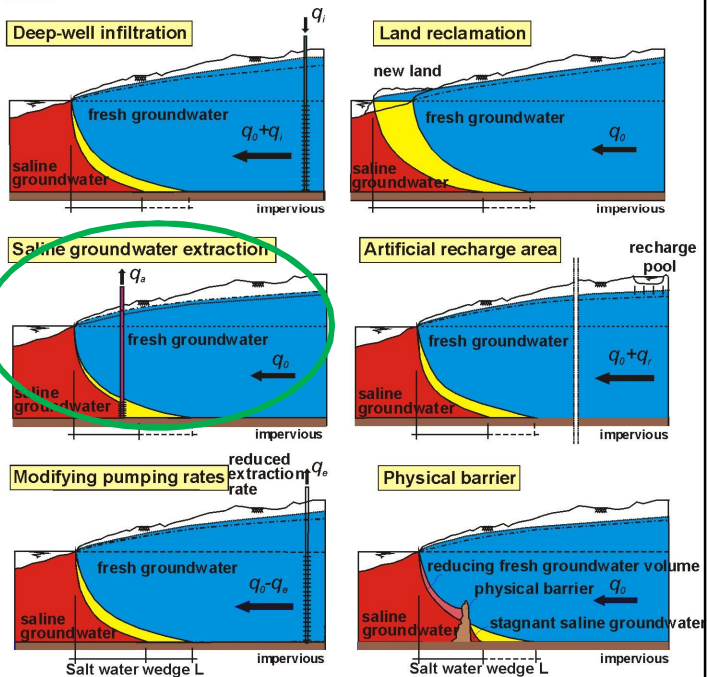 Deep-well infiltration
qi
fresh groundwater
q0+qi
saline
groundwater
impervious
Land reclamation
new land
fresh groundwater
q0
saline
groundwater
impervious
Saline groundwater extraction
qa
fresh groundwater
q0
saline
groundwater
impervious
Artificial recharge area
recharge
pool
fresh groundwater
q0+qr
saline
groundwater
impervious
Modifying pumping rates
reduced
extraction
rate
qe
fresh groundwater
q0-qe
saline
groundwater
impervious
Salt water wedge L
Physical barrier
reducing fresh groundwater volume
physical barrier
q0
stagnant saline groundwater
saline
groundwater
impervious
Salt water wedge L